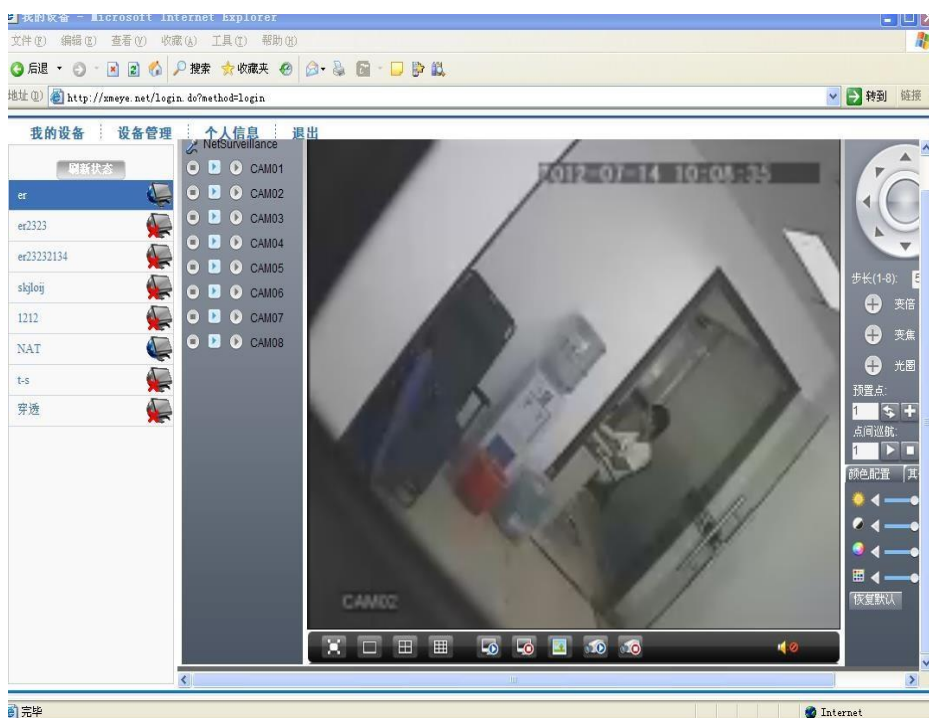 我的设备 - Microsoft Internet Explorer
文件(F) 编辑(E) 查看(V) 收藏(A) 工具(T) 帮助(H)
后退 搜索 收藏夹
地址(D) http://xmeye.net/login.do?method=login 转到 链接
我的设备 设备管理 个人信息 退出
刷新状态
er
er2323
er23232134
skjloij
1212
NAT
t-s
穿透
NetSurveillance
CAM01
CAM02
CAM03
CAM04
CAM05
CAM06
CAM07
CAM08
2012-07-14 10:08:35
CAM02
步长(1-8): 5
变倍
变焦
光圈
预置点:
1
点间巡航:
1
颜色配置 其
恢复默认
完毕 Internet